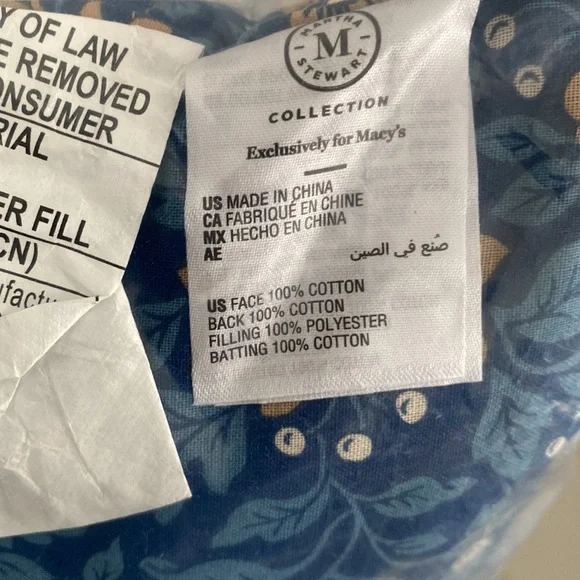 Y OF LAW
E REMOVED
ONSUMER
RIAL
ER FILL
CN)
ufactu
MARTHA
M
STEWART
COLLECTION
Exclusively for Macy's
US MADE IN CHINA
CA FABRIQUÉ EN CHINE
MX HECHO EN CHINA
AE صُنع في الصين
US FACE 100% COTTON
BACK 100% COTTON
FILLING 100% POLYESTER
BATTING 100% COTTON